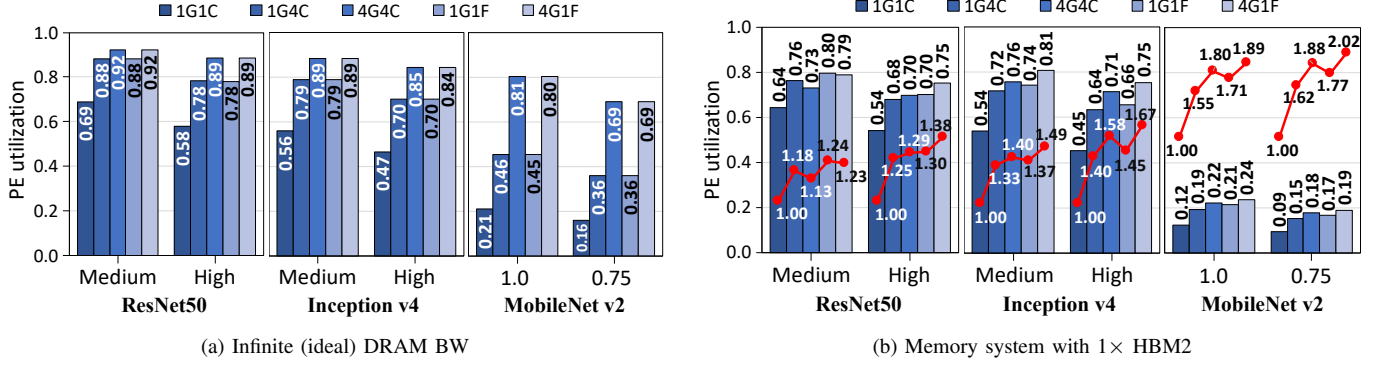 1G1C 1G4C 4G4C 1G1F 4G1F
PE utilization
1.0
0.8
0.6
0.4
0.2
0.0
0.69 0.88 0.92 0.88 0.92
0.58 0.78 0.89 0.78 0.89
0.56 0.79 0.89 0.79 0.89
0.47 0.70 0.85 0.70 0.84
0.21 0.46 0.81 0.45 0.80
0.16 0.36 0.69 0.36 0.69
Medium High Medium High 1.0 0.75
ResNet50 Inception v4 MobileNet v2
(a) Infinite (ideal) DRAM BW
1G1C 1G4C 4G4C 1G1F 4G1F
PE utilization
1.0
0.8
0.6
0.4
0.2
0.0
0.64 0.76 0.73 0.80 0.79
1.00 1.18 1.13 1.24 1.23
0.54 0.68 0.70 0.70 0.75
1.00 1.25 1.29 1.30 1.38
0.54 0.72 0.76 0.74 0.81
1.00 1.33 1.40 1.37 1.49
0.45 0.64 0.71 0.66 0.75
1.00 1.40 1.58 1.45 1.67
1.00 1.55 1.80 1.71 1.89
0.12 0.19 0.22 0.21 0.24
1.00 1.62 1.88 1.77 2.02
0.09 0.15 0.18 0.17 0.19
Medium High Medium High 1.0 0.75
ResNet50 Inception v4 MobileNet v2
(b) Memory system with 1× HBM2